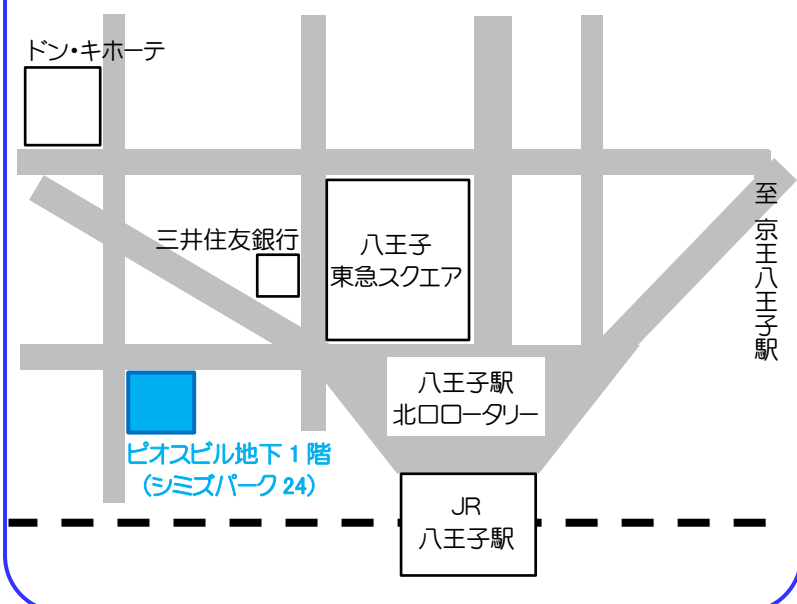 ドン・キホーテ
至 京王八王子駅
三井住友銀行
八王子
東急スクエア
八王子駅
北口ロータリー
ピオスビル地下1階
(シミズパーク24)
JR
八王子駅